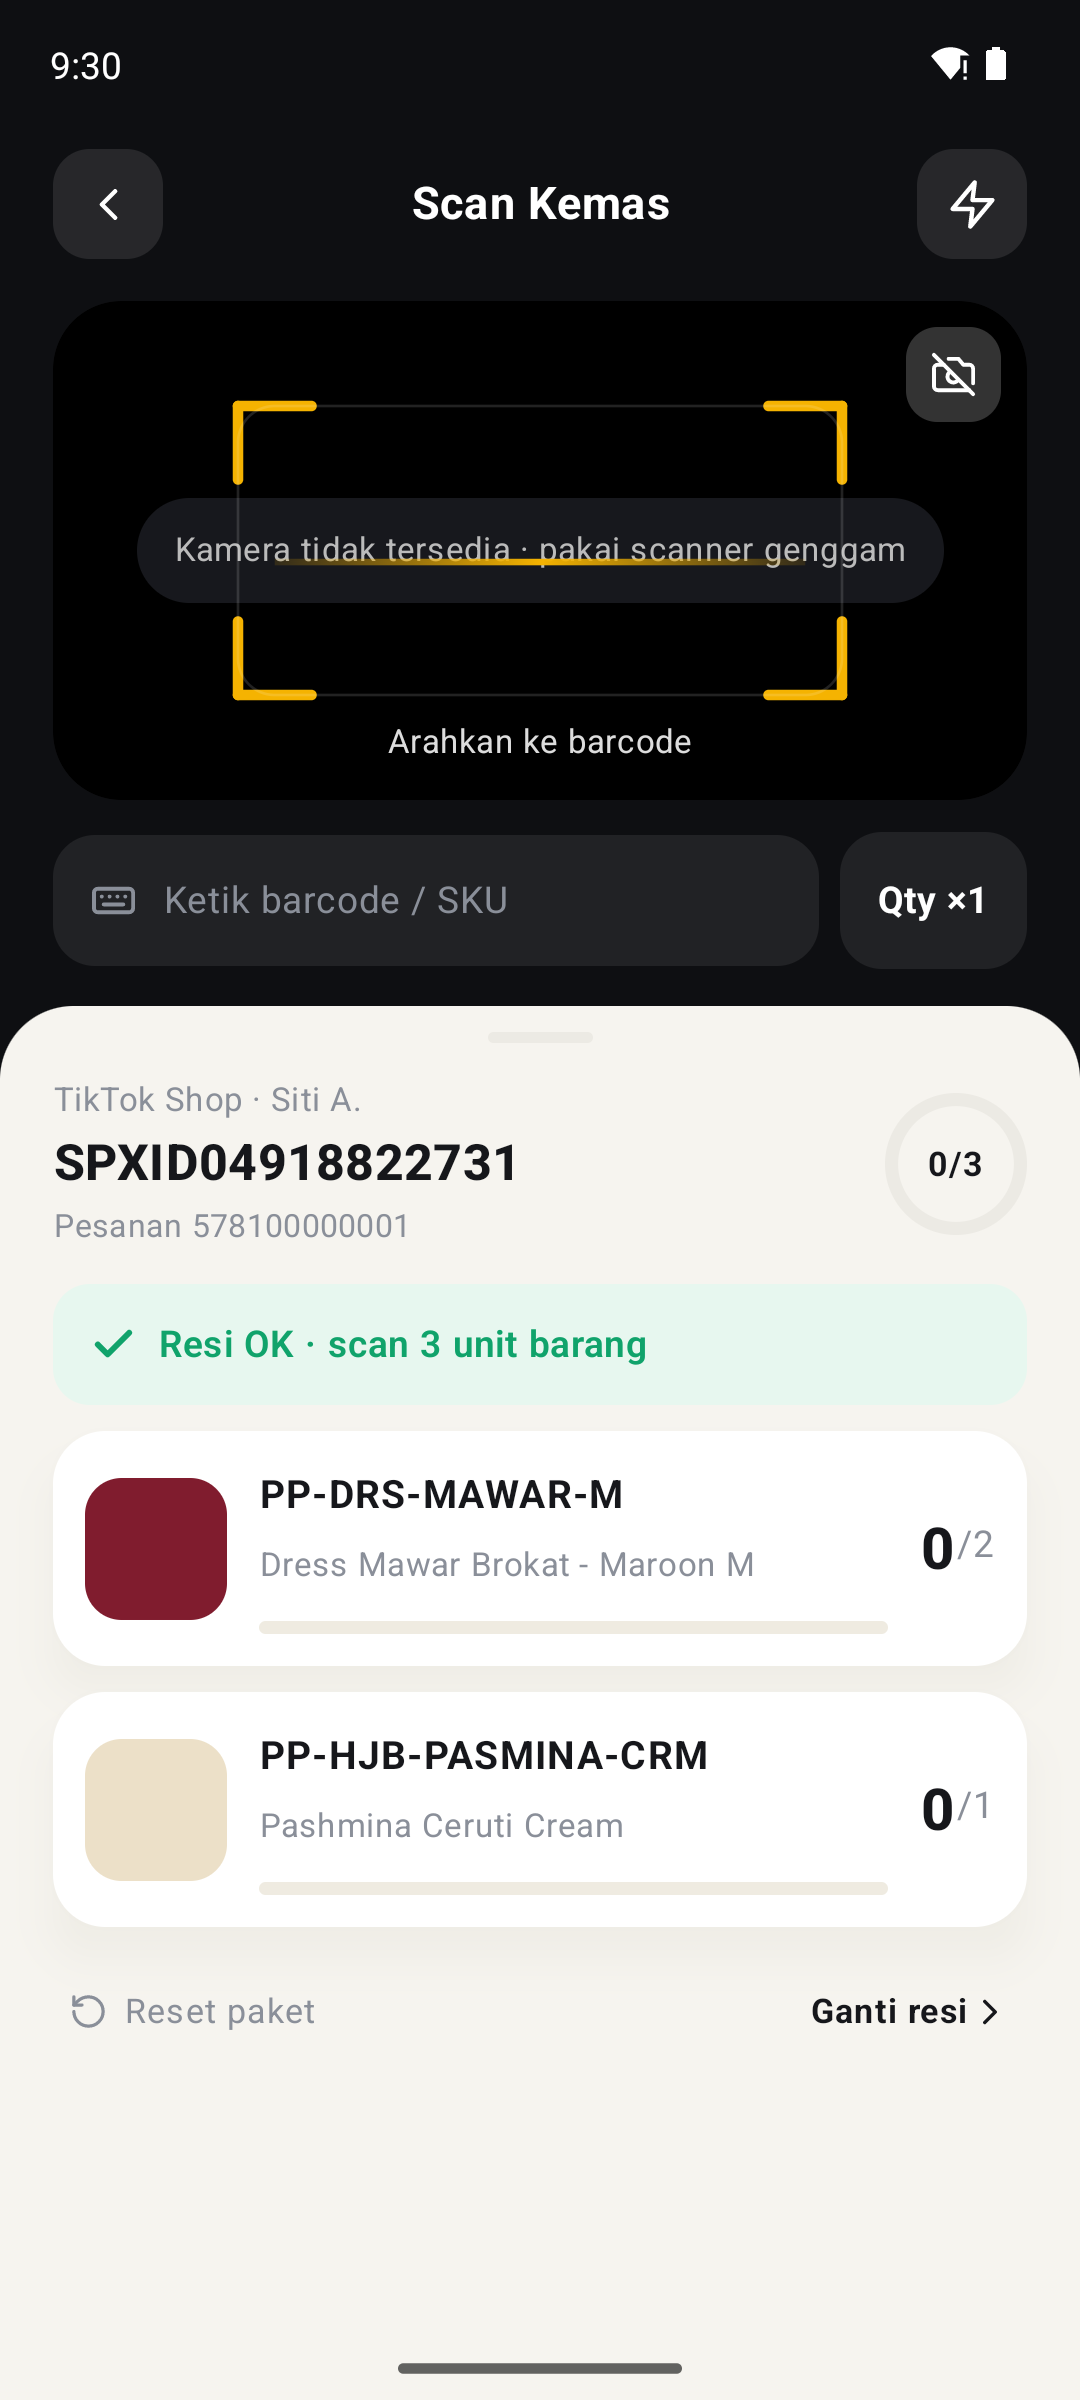 9:30
Scan Kemas
Kamera tidak tersedia · pakai scanner genggam
Arahkan ke barcode
Ketik barcode / SKU
Qty ×1
TikTok Shop · Siti A.
SPXID04918822731
Pesanan 578100000001
0/3
Resi OK · scan 3 unit barang
PP-DRS-MAWAR-M
Dress Mawar Brokat - Maroon M
0/2
PP-HJB-PASMINA-CRM
Pashmina Ceruti Cream
0/1
Reset paket
Ganti resi